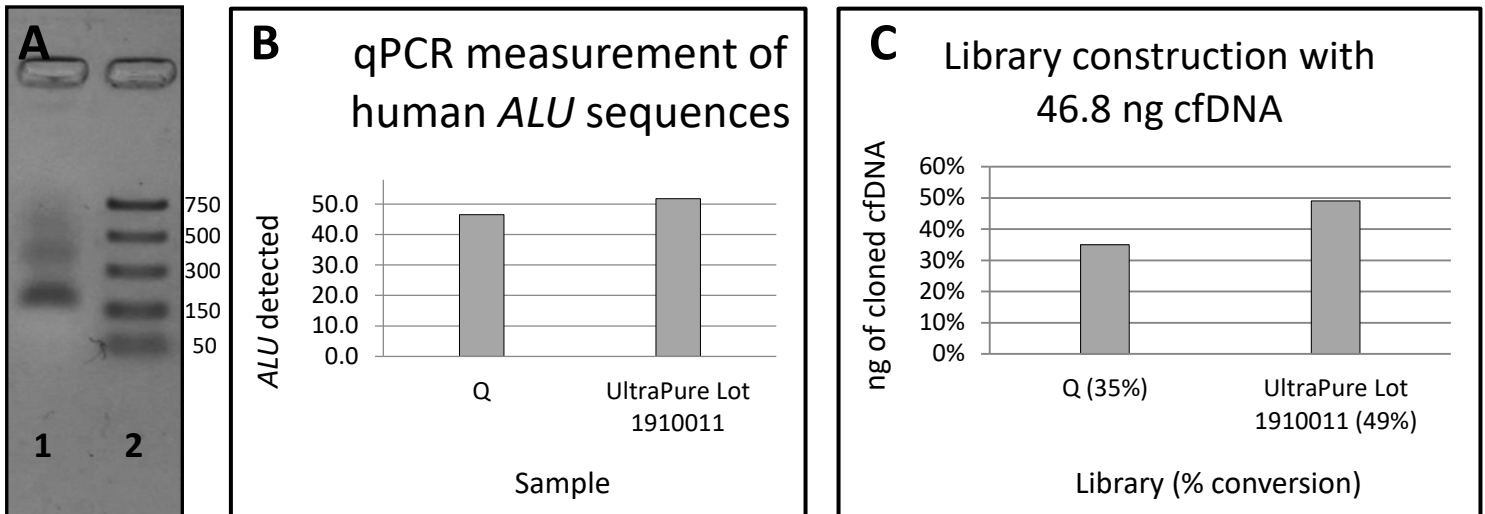 A
750
500
300
150
50
1 2
B
qPCR measurement of
human ALU sequences
ALU detected
50.0
40.0
30.0
20.0
10.0
0.0
Q
UltraPure Lot
1910011
Sample
C
Library construction with
46.8 ng cfDNA
ng of cloned cfDNA
60%
50%
40%
30%
20%
10%
0%
Q (35%)
UltraPure Lot
1910011 (49%)
Library (% conversion)